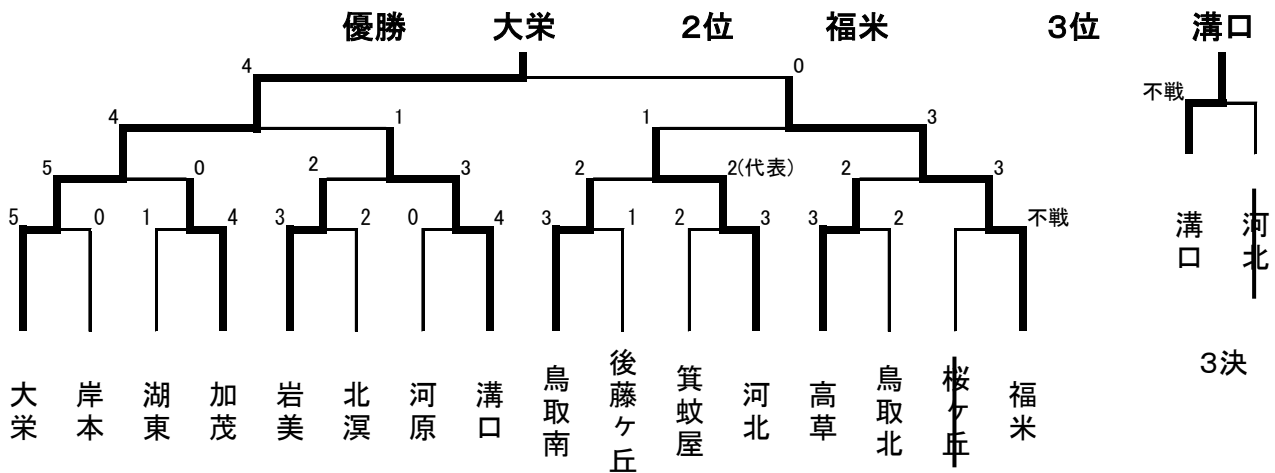 優勝 大栄 2位 福米 3位 溝口
4 0
不戦
4 1 1 3
5 0 2 3 2 2(代表) 2 3
5 0 1 4 3 2 0 4 3 1 2 3 3 2 不戦
溝口
河北
3決
大栄
岸本
湖東
加茂
岩美
北溟
河原
溝口
鳥取南
後藤ヶ丘
箕蚊屋
河北
高草
鳥取北
桜ヶ丘
福米